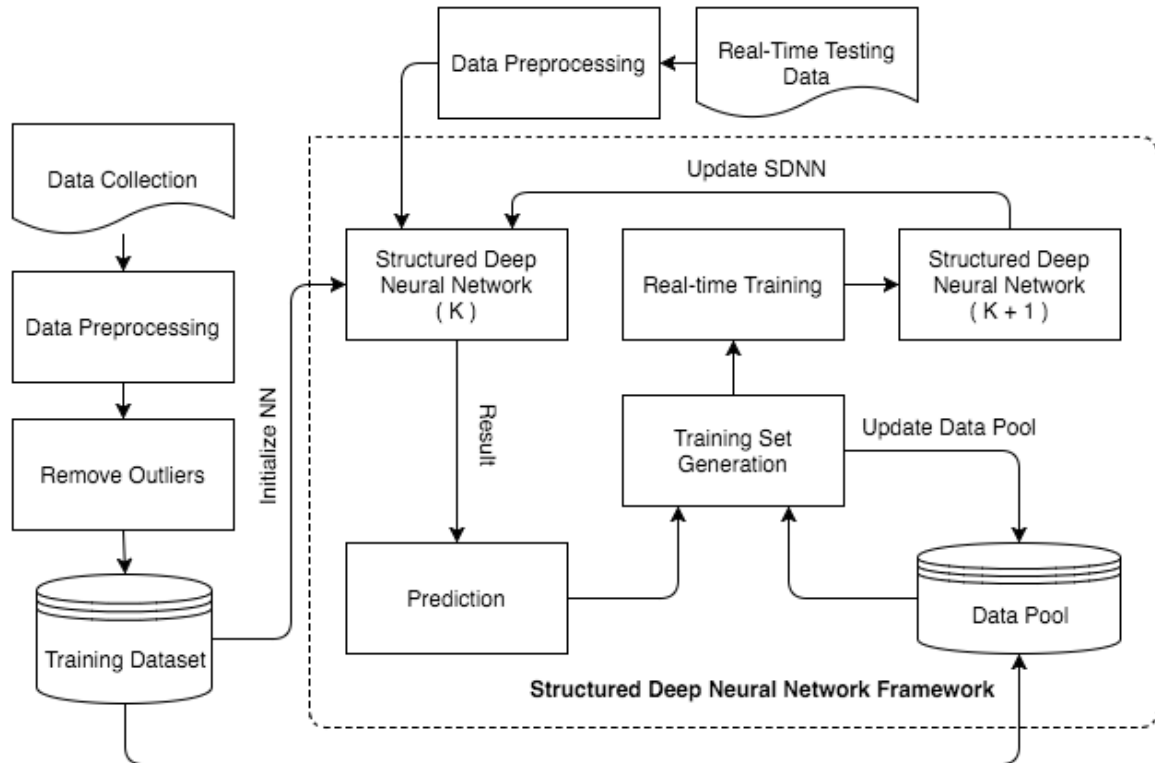 Data Preprocessing
Real-Time Testing
Data
Data Collection
Update SDNN
Structured Deep
Neural Network
( K )
Real-time Training
Structured Deep
Neural Network
( K + 1 )
Data Preprocessing
Initialize NN
Result
Training Set
Generation
Update Data Pool
Remove Outliers
Prediction
Data Pool
Training Dataset
Structured Deep Neural Network Framework